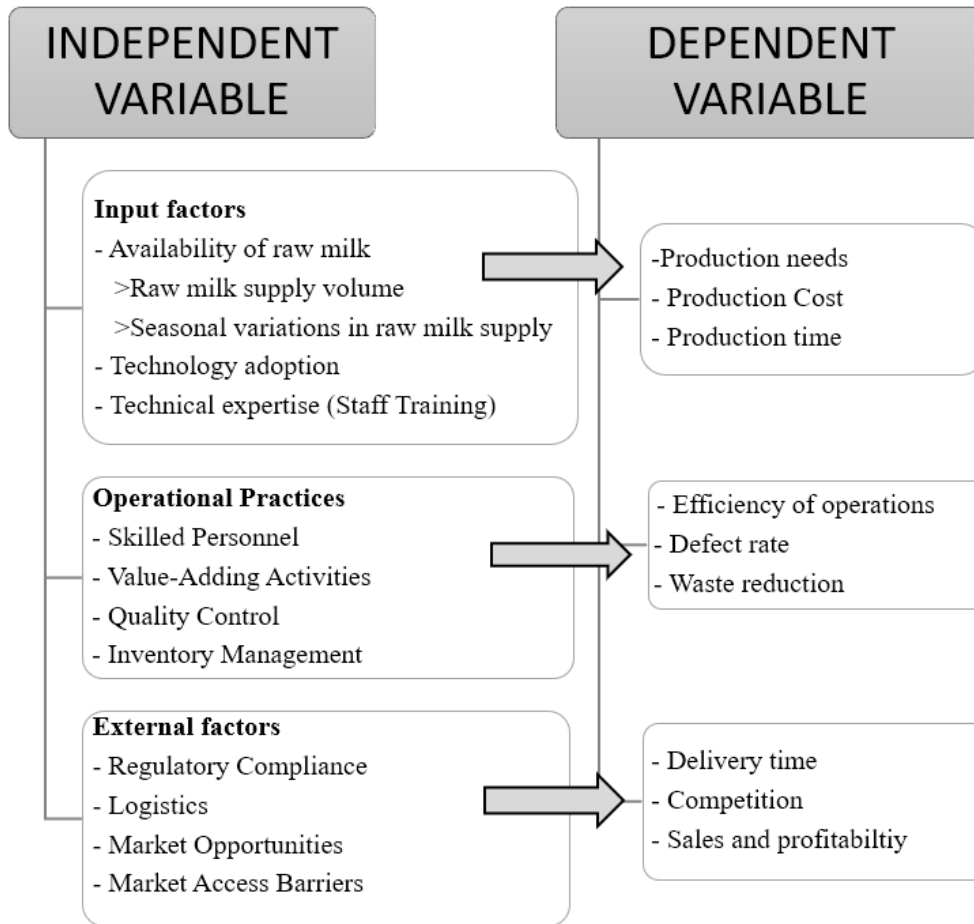 INDEPENDENT
VARIABLE
DEPENDENT
VARIABLE
Input factors
- Availability of raw milk
>Raw milk supply volume
>Seasonal variations in raw milk supply
- Technology adoption
- Technical expertise (Staff Training)
-Production needs
- Production Cost
- Production time
Operational Practices
- Skilled Personnel
- Value-Adding Activities
- Quality Control
- Inventory Management
- Efficiency of operations
- Defect rate
- Waste reduction
External factors
- Regulatory Compliance
- Logistics
- Market Opportunities
- Market Access Barriers
- Delivery time
- Competition
- Sales and profitabiltiy